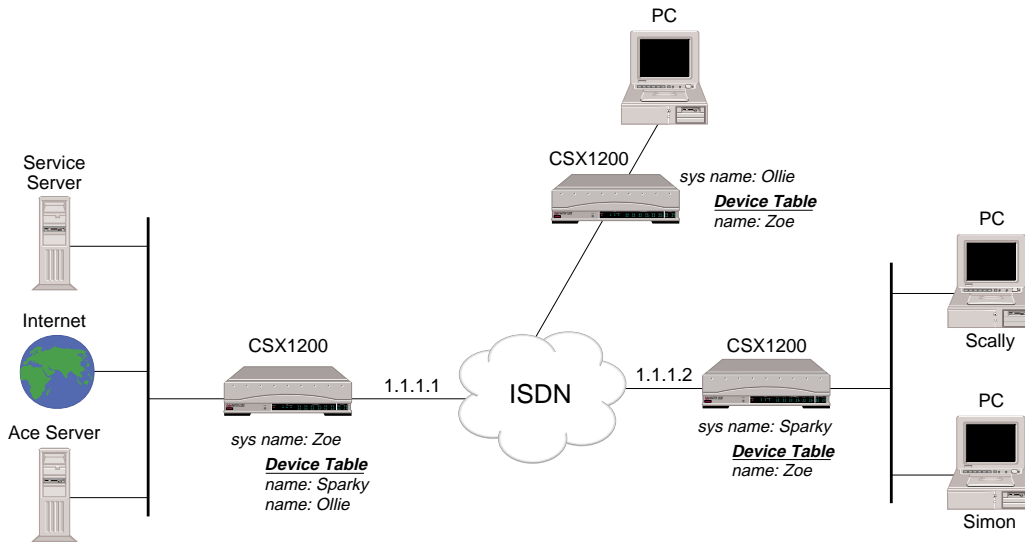 PC
CSX1200
sys name: Ollie
Device Table
name: Zoe
Service
Server
Internet
Ace Server
CSX1200
1.1.1.1
sys name: Zoe
Device Table
name: Sparky
name: Ollie
ISDN
1.1.1.2
CSX1200
sys name: Sparky
Device Table
name: Zoe
PC
Scally
PC
Simon